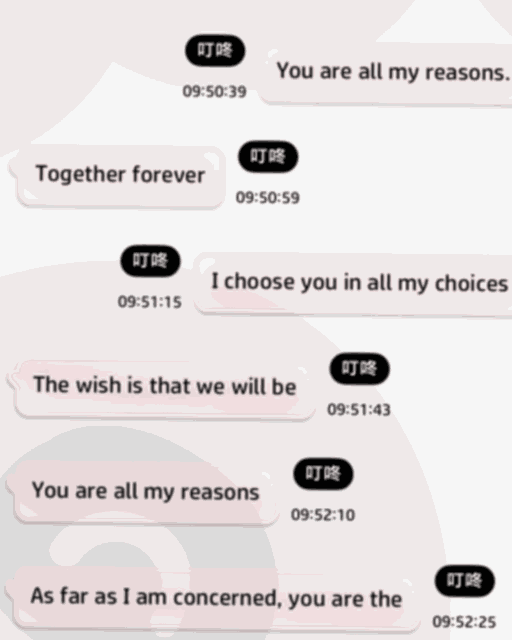 叮咚
You are all my reasons.
09:50:39
Together forever
叮咚
09:50:59
叮咚
I choose you in all my choices
09:51:15
The wish is that we will be
叮咚
09:51:43
You are all my reasons
叮咚
09:52:10
As far as I am concerned, you are the
叮咚
09:52:25